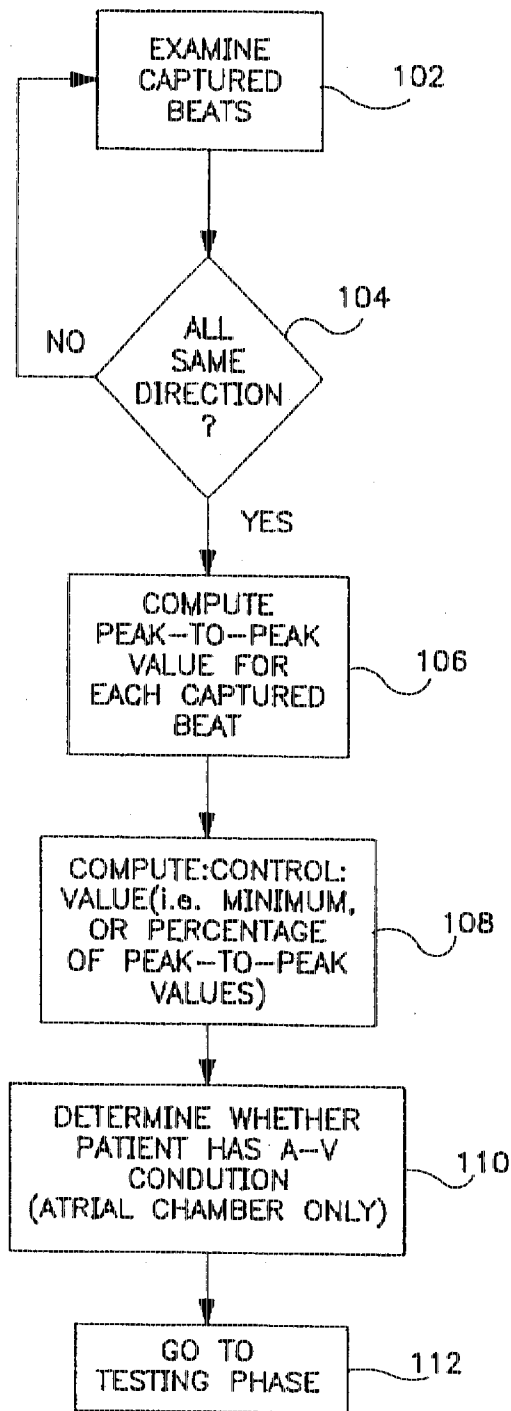 EXAMINE
CAPTURED
BEATS
102
ALL
SAME
DIRECTION
?
104
NO
YES
COMPUTE
PEAK-TO-PEAK
VALUE FOR
EACH CAPTURED
BEAT
106
COMPUTE:CONTROL:
VALUE(i.e. MINIMUM,
OR PERCENTAGE
OF PEAK-TO-PEAK
VALUES)
108
DETERMINE WHETHER
PATIENT HAS A-V
CONDUTION
(ATRIAL CHAMBER ONLY)
110
GO TO
TESTING PHASE
112